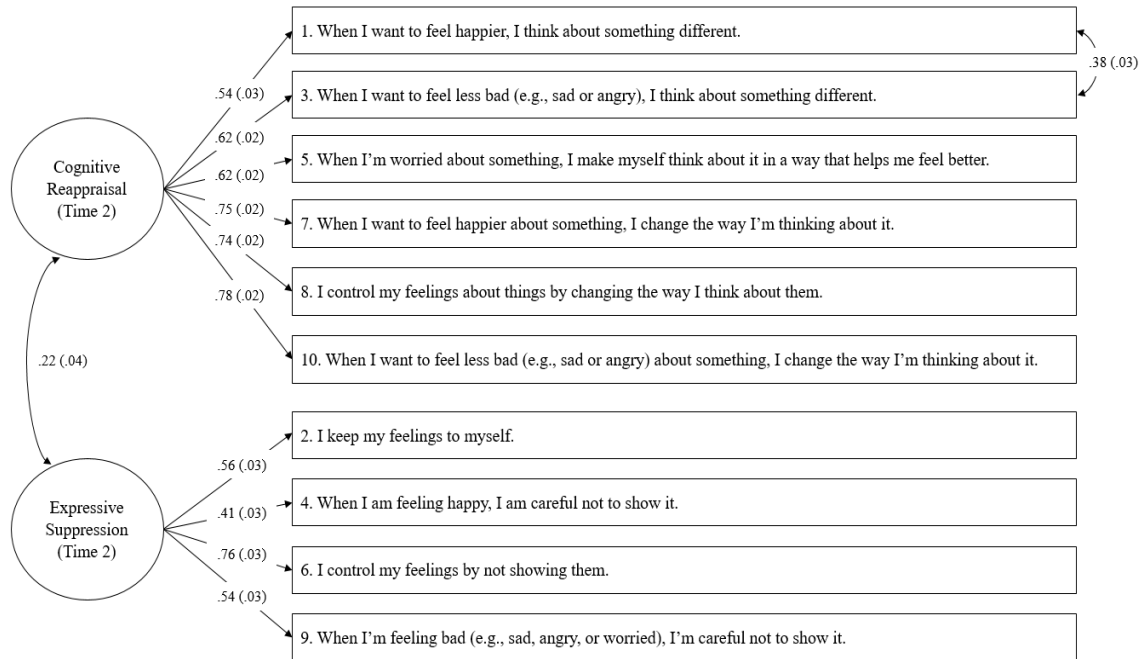 1. When I want to feel happier, I think about something different.
.38 (.03)
.54 (.03)
3. When I want to feel less bad (e.g., sad or angry), I think about something different.
.62 (.02)
5. When I’m worried about something, I make myself think about it in a way that helps me feel better.
Cognitive
Reappraisal
(Time 2)
.62 (.02)
.75 (.02)
7. When I want to feel happier about something, I change the way I’m thinking about it.
.74 (.02)
8. I control my feelings about things by changing the way I think about them.
.78 (.02)
10. When I want to feel less bad (e.g., sad or angry) about something, I change the way I’m thinking about it.
.22 (.04)
2. I keep my feelings to myself.
.56 (.03)
4. When I am feeling happy, I am careful not to show it.
.41 (.03)
Expressive
Suppression
(Time 2)
.76 (.03)
6. I control my feelings by not showing them.
.54 (.03)
9. When I’m feeling bad (e.g., sad, angry, or worried), I’m careful not to show it.